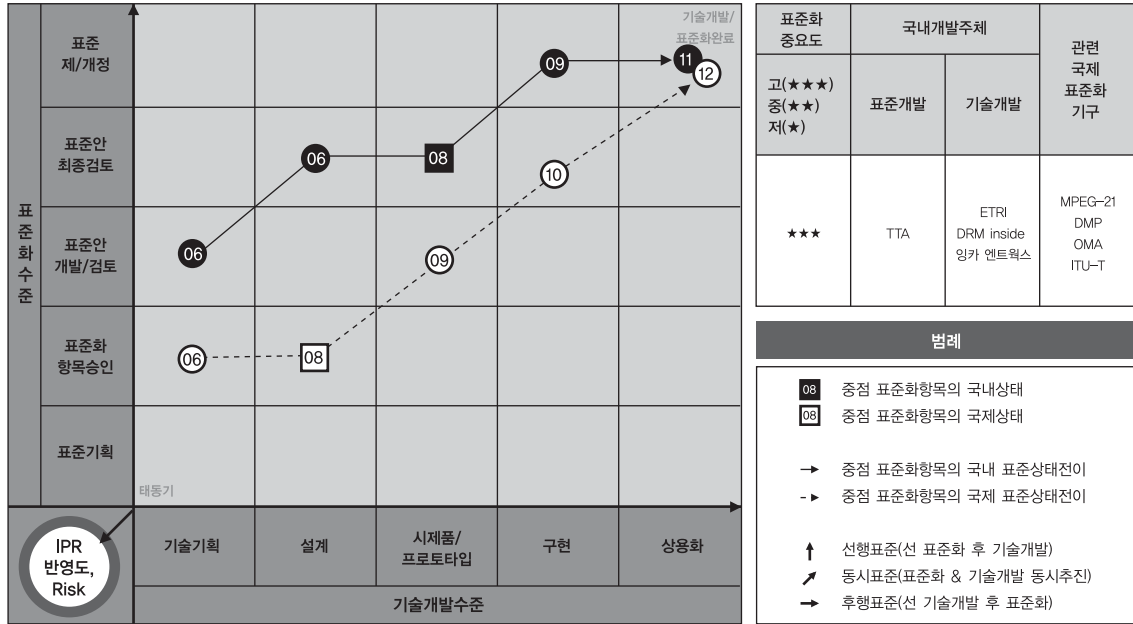 기술개발/
표준화완료
표준
제/개정
표준안
최종검토
표준안
개발/검토
표준화
항목승인
표준기획
표준화수준
06
06
08
09
11
12
10
09
06
08
태동기
IPR
반영도,
Risk
기술기획
설계
시제품/
프로토타입
구현
상용화
기술개발수준
표준화
중요도
국내개발주체
관련
국제
표준화
기구
고(★★★)
중(★★)
저(★)
표준개발
기술개발
★★★
TTA
ETRI
DRM inside
잉카 엔트웍스
MPEG-21
DMP
OMA
ITU-T
범례
08 중점 표준화항목의 국내상태
08 중점 표준화항목의 국제상태
중점 표준화항목의 국내 표준상태전이
중점 표준화항목의 국제 표준상태전이
선행표준(선 표준화 후 기술개발)
동시표준(표준화 & 기술개발 동시추진)
후행표준(선 기술개발 후 표준화)